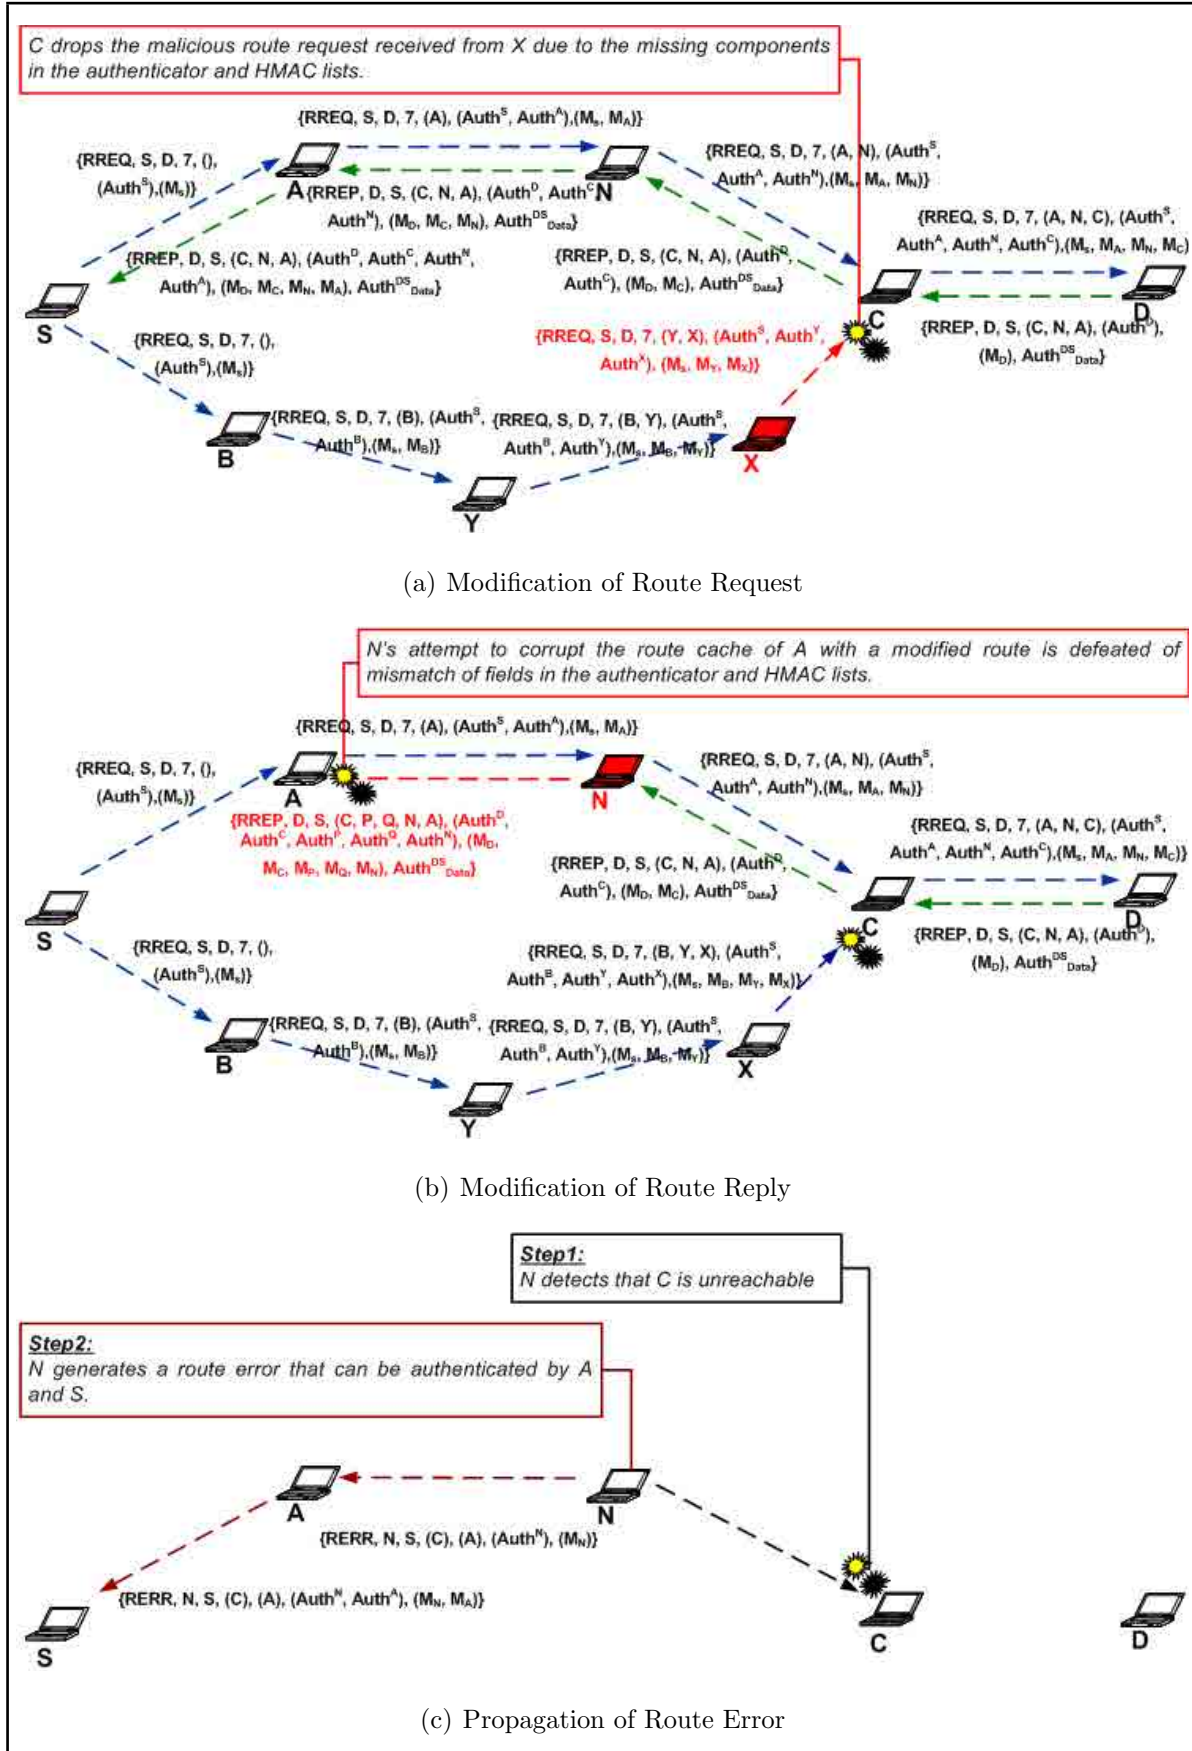 C drops the malicious route request received from X due to the missing components
in the authenticator and HMAC lists.
{RREQ, S, D, 7, (A), (Auth^S, Auth^A),(M_s, M_A)}
{RREQ, S, D, 7, (),
(Auth^S),(M_s)}
{RREQ, S, D, 7, (A, N), (Auth^S,
Auth^A, Auth^N),(M_s, M_A, M_N)}
A
N
{RREP, D, S, (C, N, A), (Auth^D, Auth^C,
Auth^N), (M_D, M_C, M_N), Auth^DS_Data}
{RREQ, S, D, 7, (A, N, C), (Auth^S,
Auth^A, Auth^N, Auth^C),(M_s, M_A, M_N, M_C)
{RREP, D, S, (C, N, A), (Auth^D, Auth^C, Auth^N,
Auth^A), (M_D, M_C, M_N, M_A), Auth^DS_Data}
{RREP, D, S, (C, N, A), (Auth^D,
Auth^C), (M_D, M_C), Auth^DS_Data}
S
C
D
{RREQ, S, D, 7, (),
(Auth^S),(M_s)}
{RREQ, S, D, 7, (Y, X), (Auth^S, Auth^Y,
Auth^X), (M_s, M_Y, M_X)}
{RREP, D, S, (C, N, A), (Auth^D),
(M_D), Auth^DS_Data}
{RREQ, S, D, 7, (B), (Auth^S,
Auth^B),(M_s, M_B)}
{RREQ, S, D, 7, (B, Y), (Auth^S,
Auth^B, Auth^Y),(M_s, M_B, M_Y)}
B
X
Y
(a) Modification of Route Request
N's attempt to corrupt the route cache of A with a modified route is defeated of
mismatch of fields in the authenticator and HMAC lists.
{RREQ, S, D, 7, (A), (Auth^S, Auth^A),(M_s, M_A)}
{RREQ, S, D, 7, (),
(Auth^S),(M_s)}
{RREQ, S, D, 7, (A, N), (Auth^S,
Auth^A, Auth^N),(M_s, M_A, M_N)}
A
N
{RREP, D, S, (C, P, Q, N, A), (Auth^D,
Auth^C, Auth^P, Auth^Q, Auth^N), (M_D,
M_C, M_P, M_Q, M_N), Auth^DS_Data}
{RREQ, S, D, 7, (A, N, C), (Auth^S,
Auth^A, Auth^N, Auth^C),(M_s, M_A, M_N, M_C)}
{RREP, D, S, (C, N, A), (Auth^D,
Auth^C), (M_D, M_C), Auth^DS_Data}
S
C
D
{RREQ, S, D, 7, (),
(Auth^S),(M_s)}
{RREQ, S, D, 7, (B, Y, X), (Auth^S,
Auth^B, Auth^Y, Auth^X),(M_s, M_B, M_Y, M_X)}
{RREP, D, S, (C, N, A), (Auth^D),
(M_D), Auth^DS_Data}
{RREQ, S, D, 7, (B), (Auth^S,
Auth^B),(M_s, M_B)}
{RREQ, S, D, 7, (B, Y), (Auth^S,
Auth^B, Auth^Y),(M_s, M_B, M_Y)}
B
X
Y
(b) Modification of Route Reply
Step1:
N detects that C is unreachable
Step2:
N generates a route error that can be authenticated by A
and S.
A
N
{RERR, N, S, (C), (A), (Auth^N), (M_N)}
{RERR, N, S, (C), (A), (Auth^N, Auth^A), (M_N, M_A)}
S
C
D
(c) Propagation of Route Error